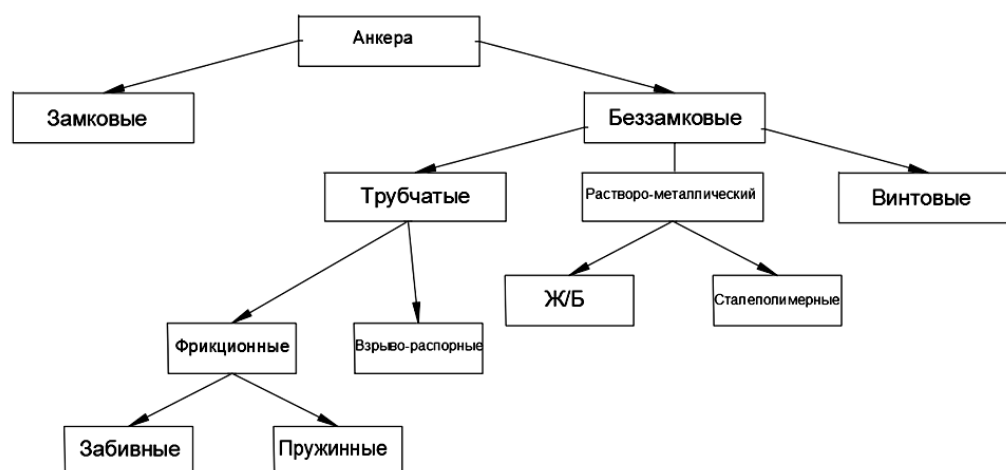 Анкера
Замковые
Беззамковые
Трубчатые
Растворо-металлический
Винтовые
Ж/Б
Сталеполимерные
Фрикционные
Взрыво-распорные
Забивные
Пружинные